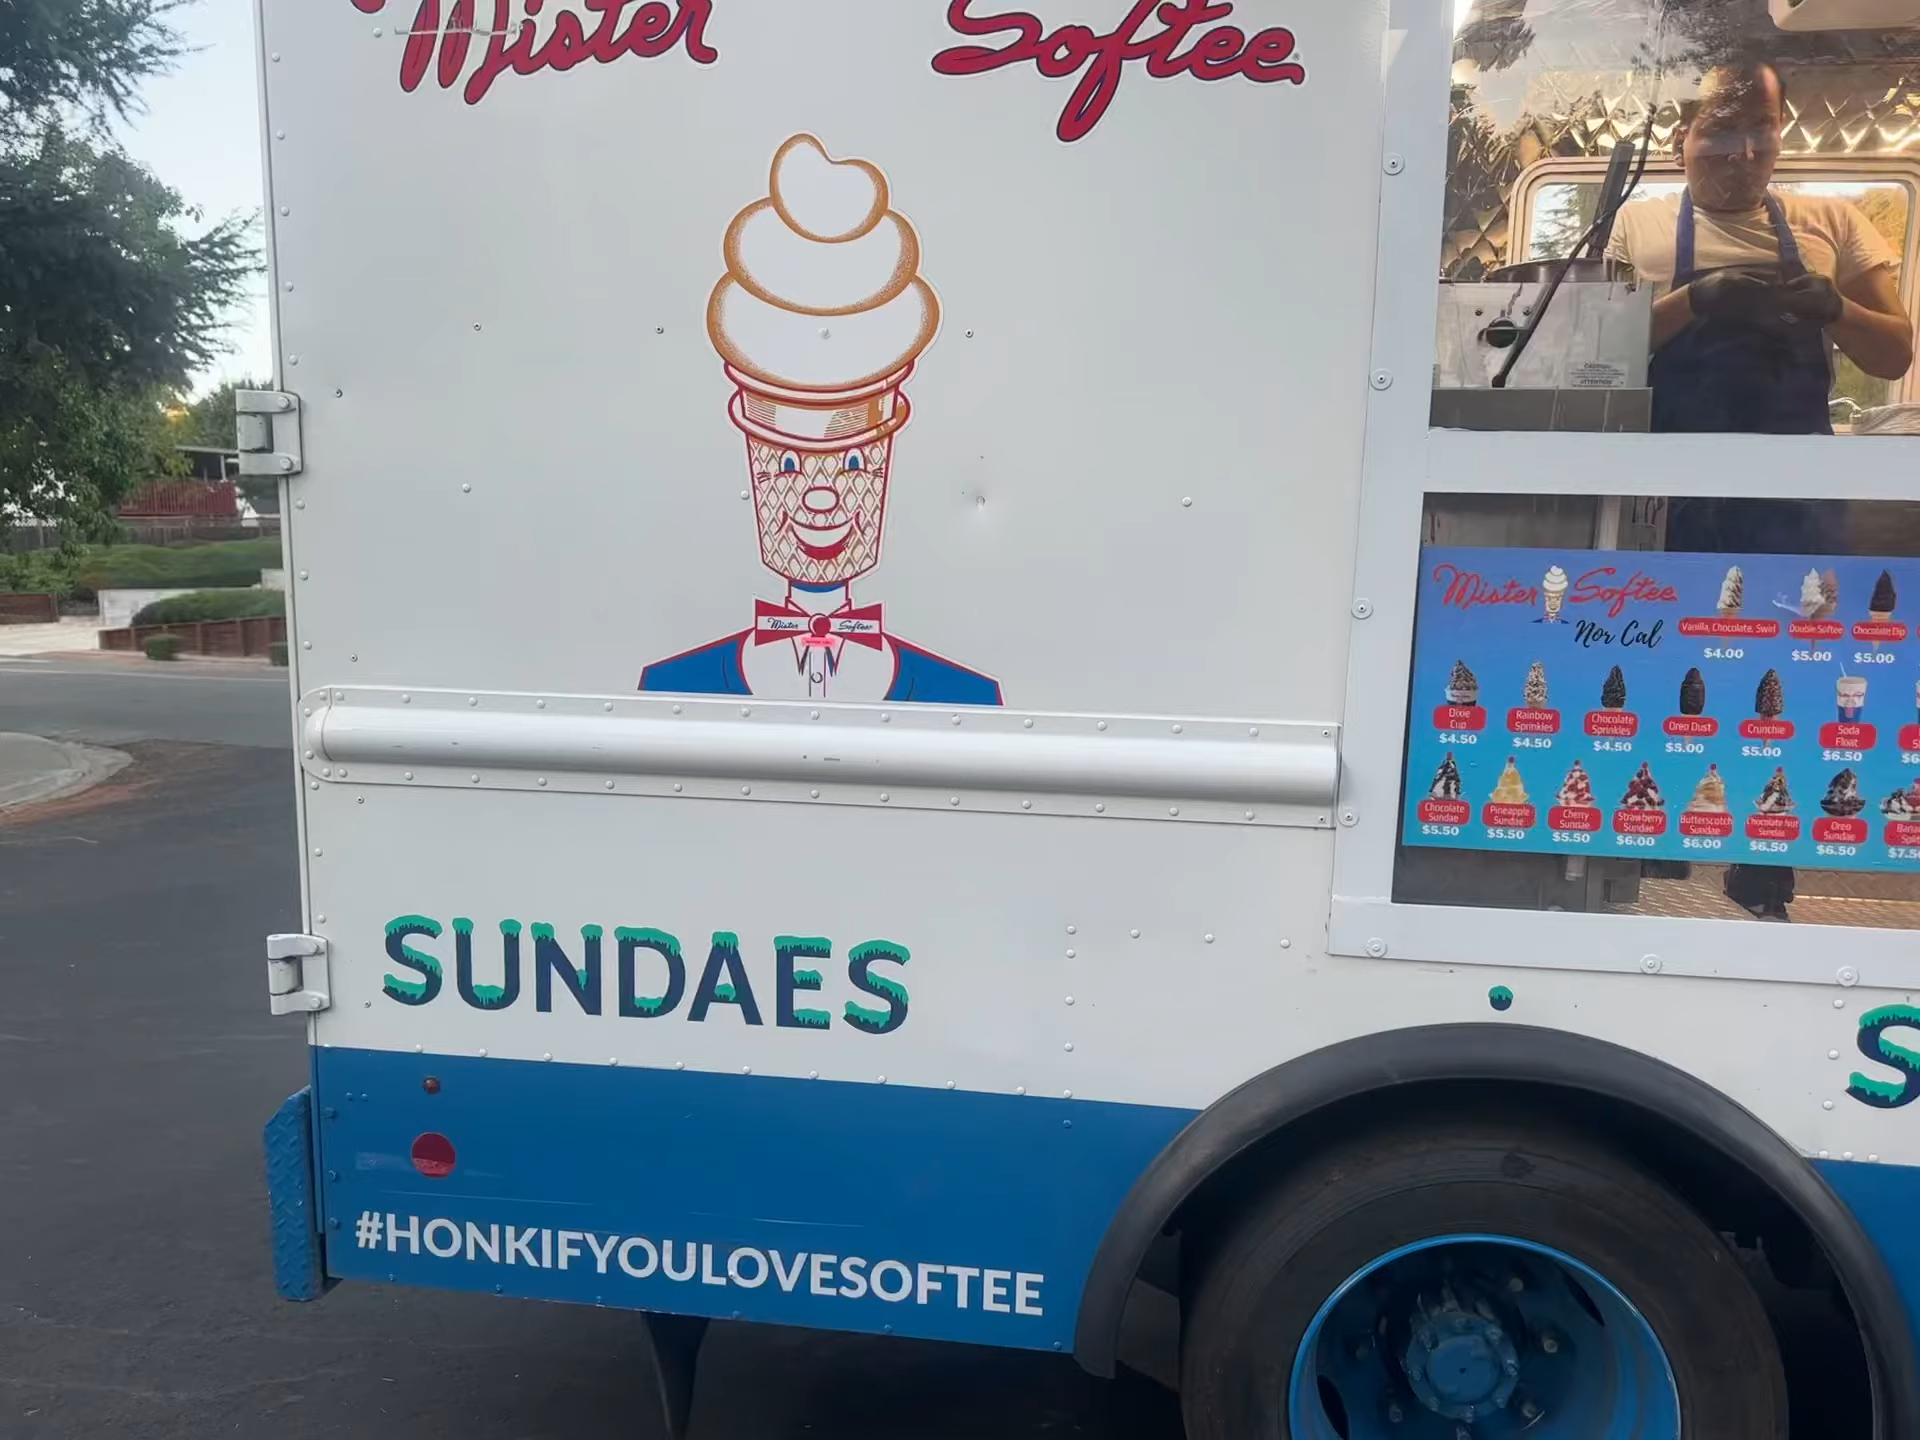 Mister Softee
Mister Softee
CAUTION
ATTENTION
Mister Softee
Nor Cal
Vanilla, Chocolate, Swirl
$4.00
Double Softee
$5.00
Chocolate Dip
$5.00
Dixie
Cup
$4.50
Rainbow
Sprinkles
$4.50
Chocolate
Sprinkles
$4.50
Oreo Dust
$5.00
Crunchie
$5.00
Soda
Float
$6.50
Chocolate
Sundae
$5.50
Pineapple
Sundae
$5.50
Cherry
Sundae
$5.50
Strawberry
Sundae
$6.00
Butterscotch
Sundae
$6.00
Chocolate Nut
Sundae
$6.50
Oreo
Sundae
$6.50
SUNDAES
S
#HONKIFYOULOVESOFTEE